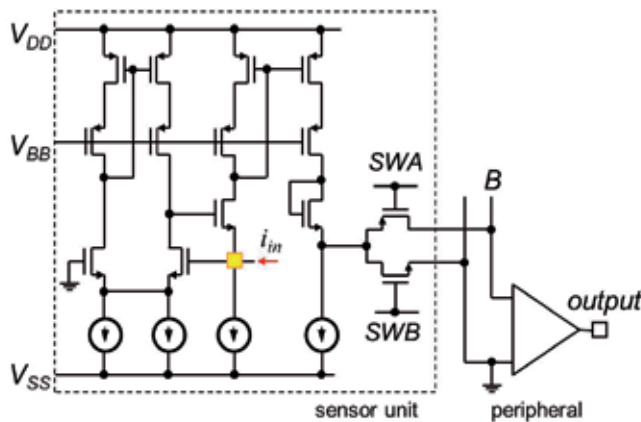 V_DD
V_BB
SWA
B
i_in
output
SWB
V_SS
sensor unit
peripheral